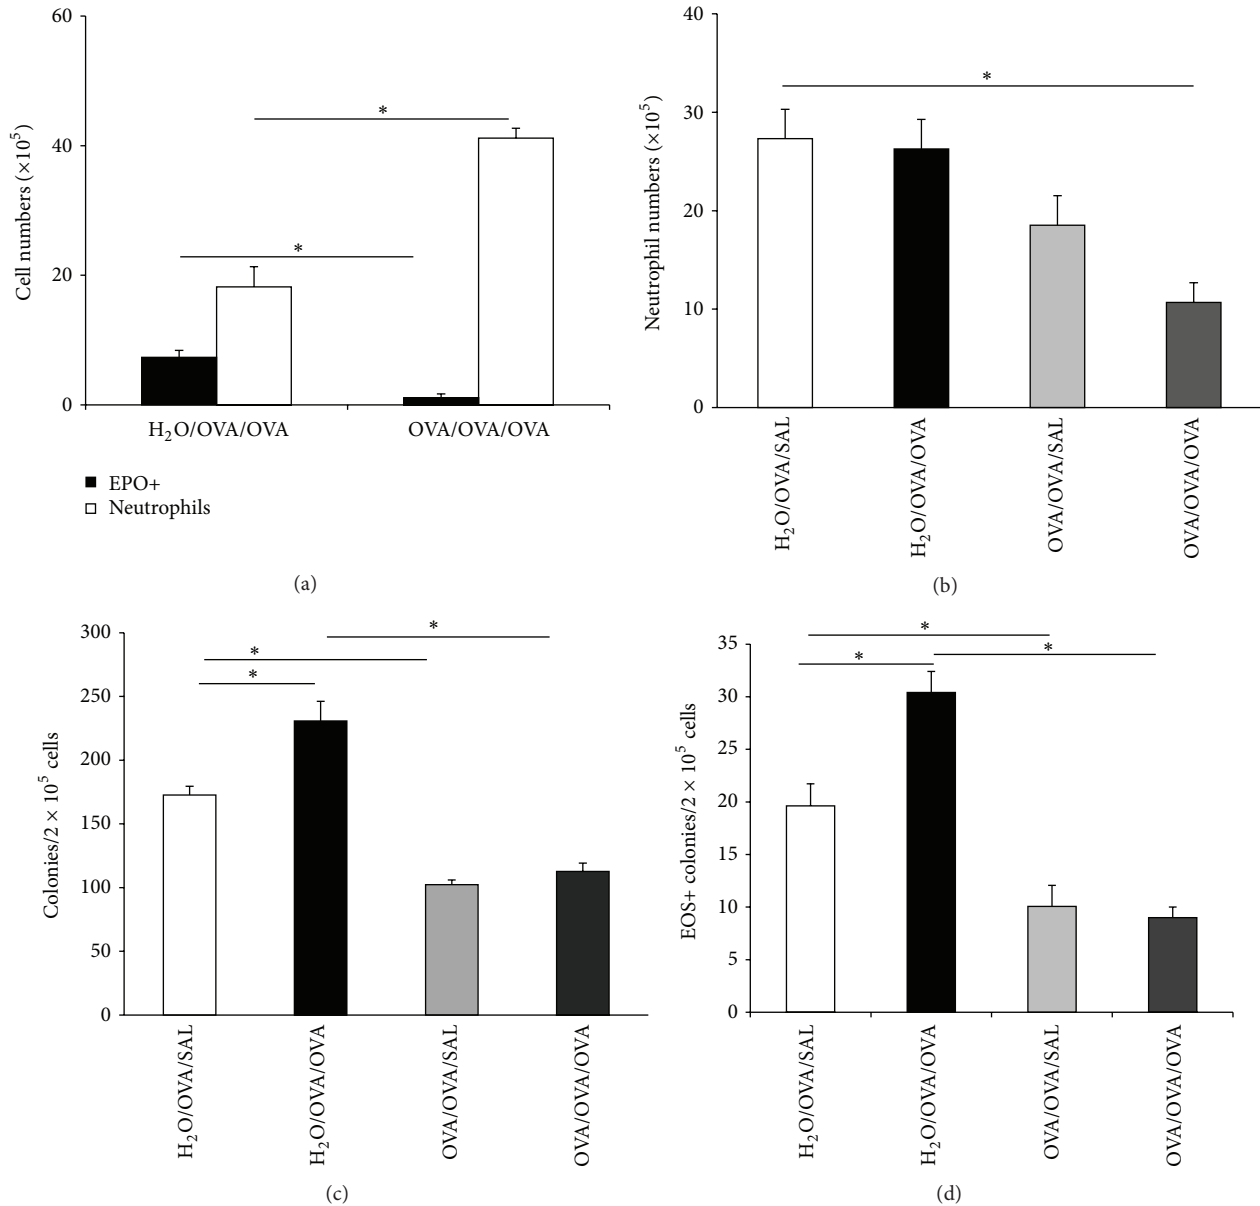 60
40
20
0
Cell numbers (×10⁵)
*
*
H₂O/OVA/OVA
OVA/OVA/OVA
EPO+
Neutrophils
(a)
40
30
20
10
0
Neutrophil numbers (×10⁵)
*
H₂O/OVA/SAL
H₂O/OVA/OVA
OVA/OVA/SAL
OVA/OVA/OVA
(b)
300
250
200
150
100
50
0
Colonies/2 × 10⁵ cells
*
*
*
H₂O/OVA/SAL
H₂O/OVA/OVA
OVA/OVA/SAL
OVA/OVA/OVA
(c)
35
30
25
20
15
10
5
0
EOS+ colonies/2 × 10⁵ cells
*
*
*
H₂O/OVA/SAL
H₂O/OVA/OVA
OVA/OVA/SAL
OVA/OVA/OVA
(d)